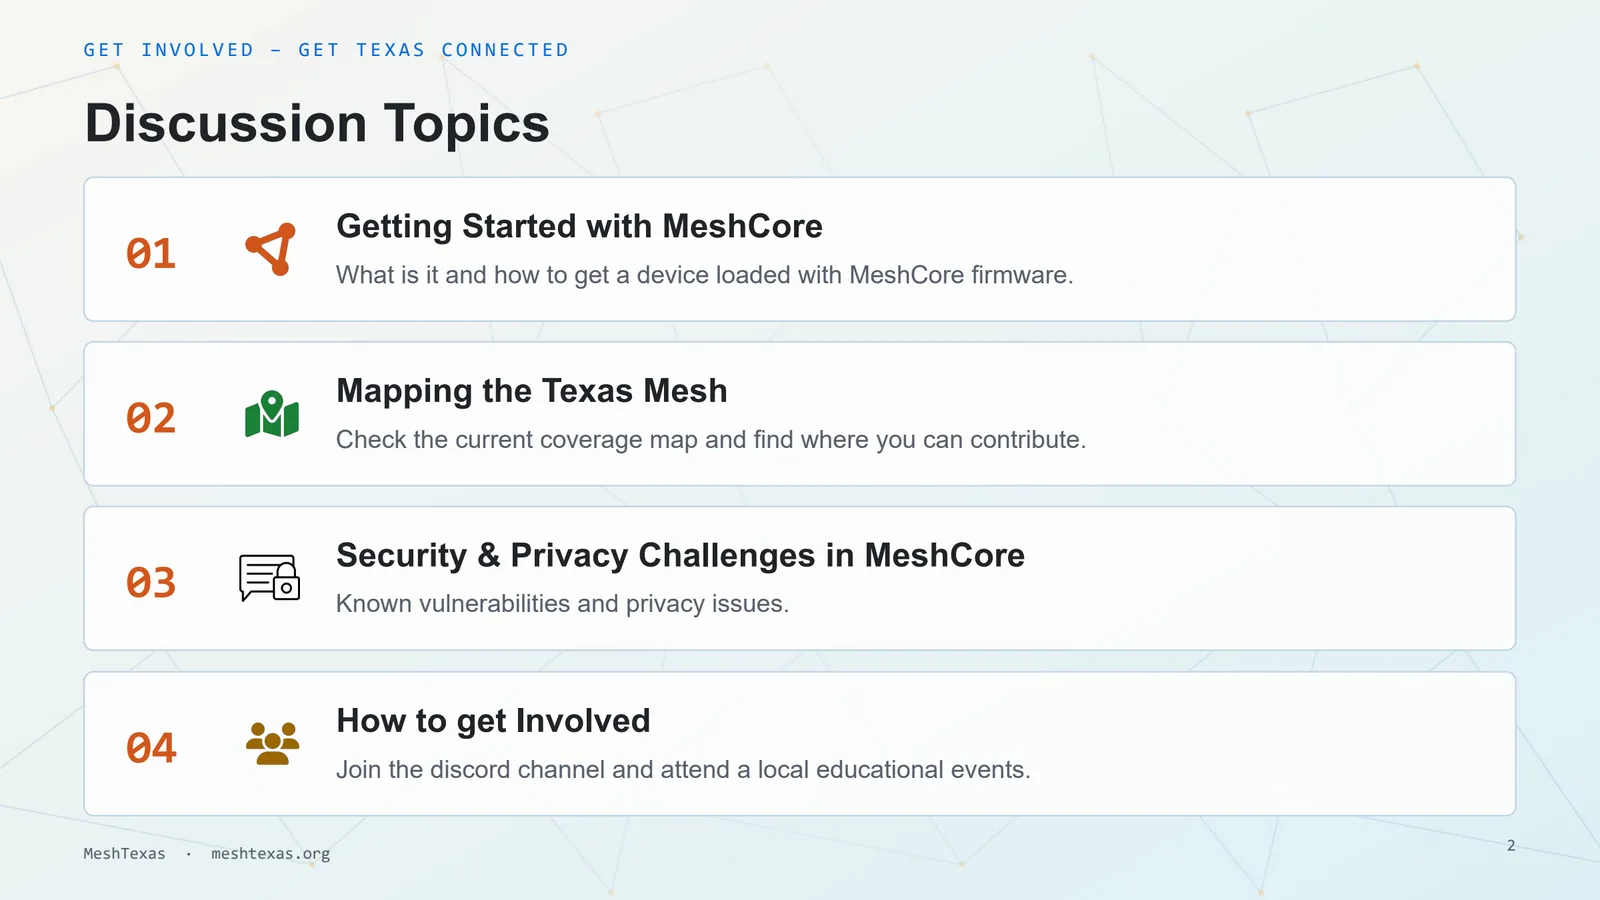 GET INVOLVED – GET TEXAS CONNECTED
Discussion Topics
01
Getting Started with MeshCore
What is it and how to get a device loaded with MeshCore firmware.
02
Mapping the Texas Mesh
Check the current coverage map and find where you can contribute.
03
Security & Privacy Challenges in MeshCore
Known vulnerabilities and privacy issues.
04
How to get Involved
Join the discord channel and attend a local educational events.
MeshTexas · meshtexas.org
2